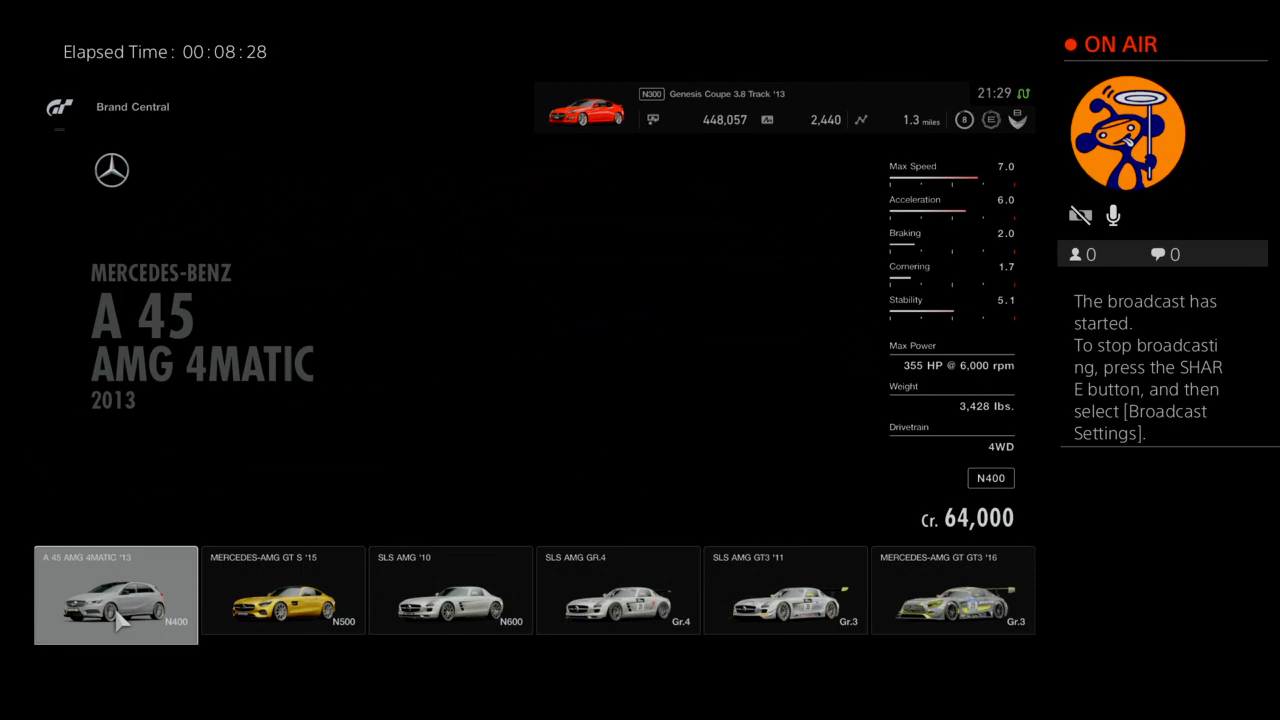 Elapsed Time: 00:08:28
ON AIR
GT
Brand Central
N300 Genesis Coupe 3.8 Track '13
21:29
448,057 2,440 1.3 miles 8 E B
Max Speed 7.0
Acceleration 6.0
Braking 2.0
Cornering 1.7
Stability 5.1
MERCEDES-BENZ
A 45
AMG 4MATIC
2013
Max Power
355 HP @ 6,000 rpm
Weight
3,428 lbs.
Drivetrain
4WD
N400
Cr. 64,000
A 45 AMG 4MATIC '13
N400
MERCEDES-AMG GT S '15
N500
SLS AMG '10
N600
SLS AMG GR.4
Gr.4
SLS AMG GT3 '11
Gr.3
MERCEDES-AMG GT GT3 '16
Gr.3
0 0
The broadcast has
started.
To stop broadcasti
ng, press the SHAR
E button, and then
select [Broadcast
Settings].